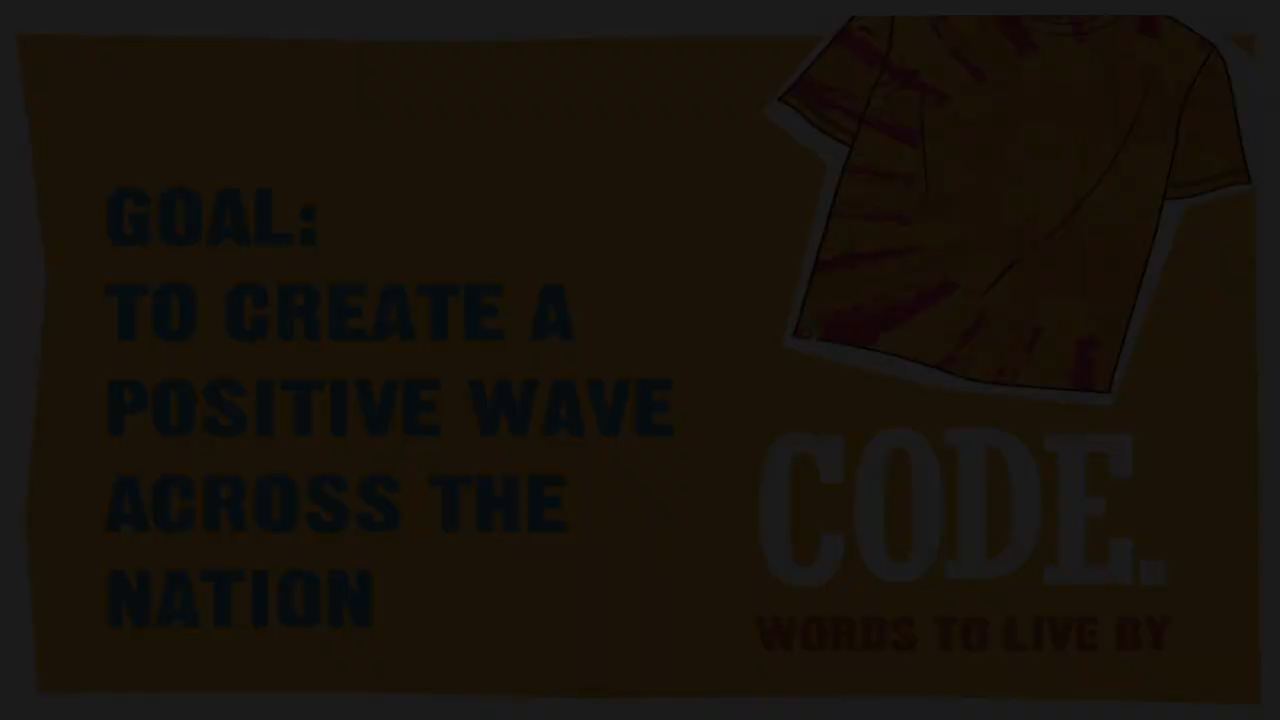 GOAL:
TO CREATE A
POSITIVE WAVE
ACROSS THE
NATION
CODE.
WORDS TO LIVE BY